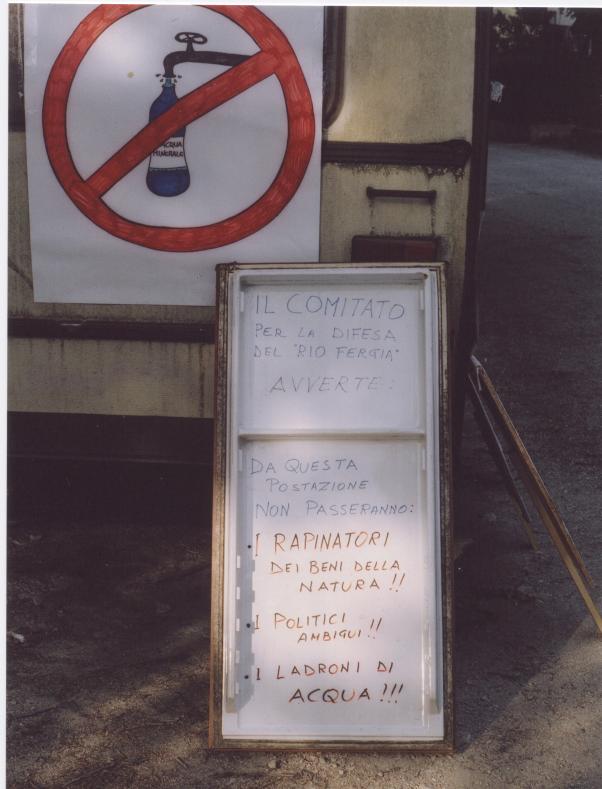 ACQUA
MINERALE
IL COMITATO
PER LA DIFESA
DEL "RIO FERGIA"
AVVERTE:
DA QUESTA
POSTAZIONE
NON PASSERANNO:
• I RAPINATORI
DEI BENI DELLA
NATURA!!
• I POLITICI
AMBIGUI!!
• I LADRONI DI
ACQUA!!!